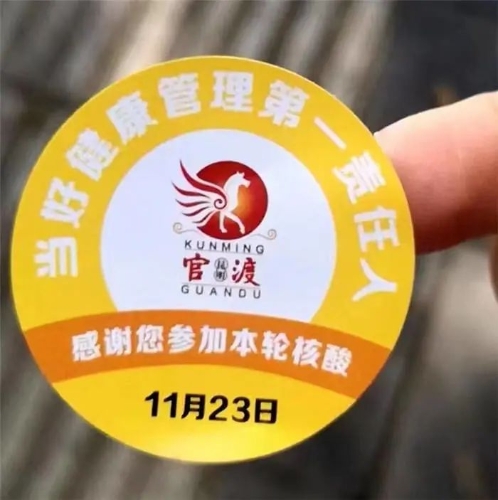 当好健康管理第一责任人
KUNMING
官昆明渡
GUANDU
感谢您参加本轮核酸
11月23日